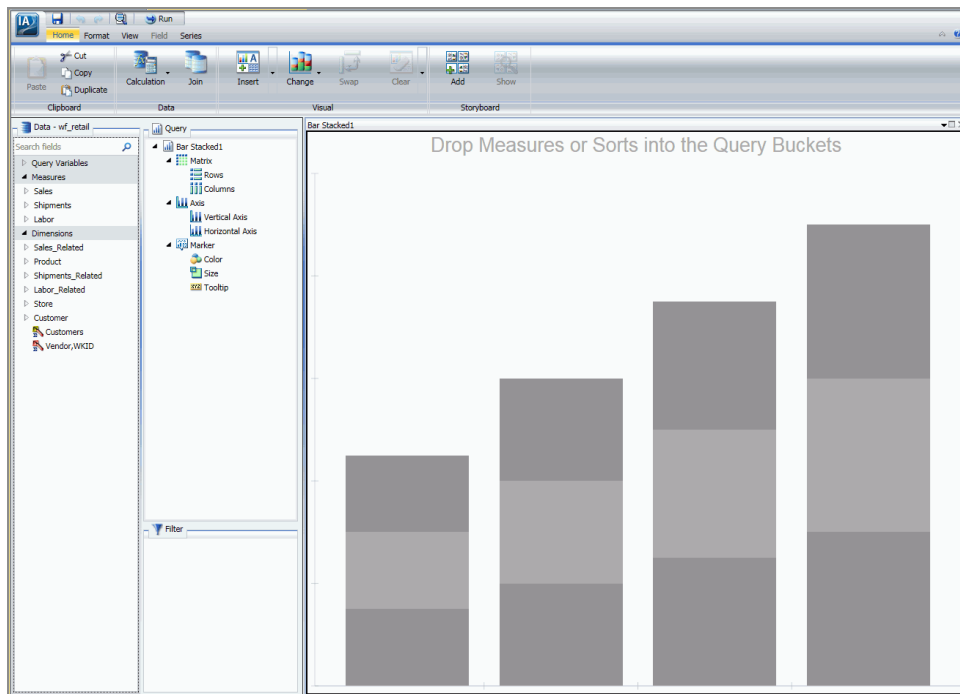 IA
Run
Home Format View Field Series
Paste
Cut
Copy
Duplicate
Clipboard
Calculation Join
Data
Insert Change Swap Clear
Visual
Add Show
Storyboard
Data - wf_retail
Search fields
Query Variables
Measures
Sales
Shipments
Labor
Dimensions
Sales_Related
Product
Shipments_Related
Labor_Related
Store
Customer
Customers
Vendor,WKID
Query
Bar Stacked1
Matrix
Rows
Columns
Axis
Vertical Axis
Horizontal Axis
Marker
Color
Size
Tooltip
Filter
Bar Stacked1
Drop Measures or Sorts into the Query Buckets